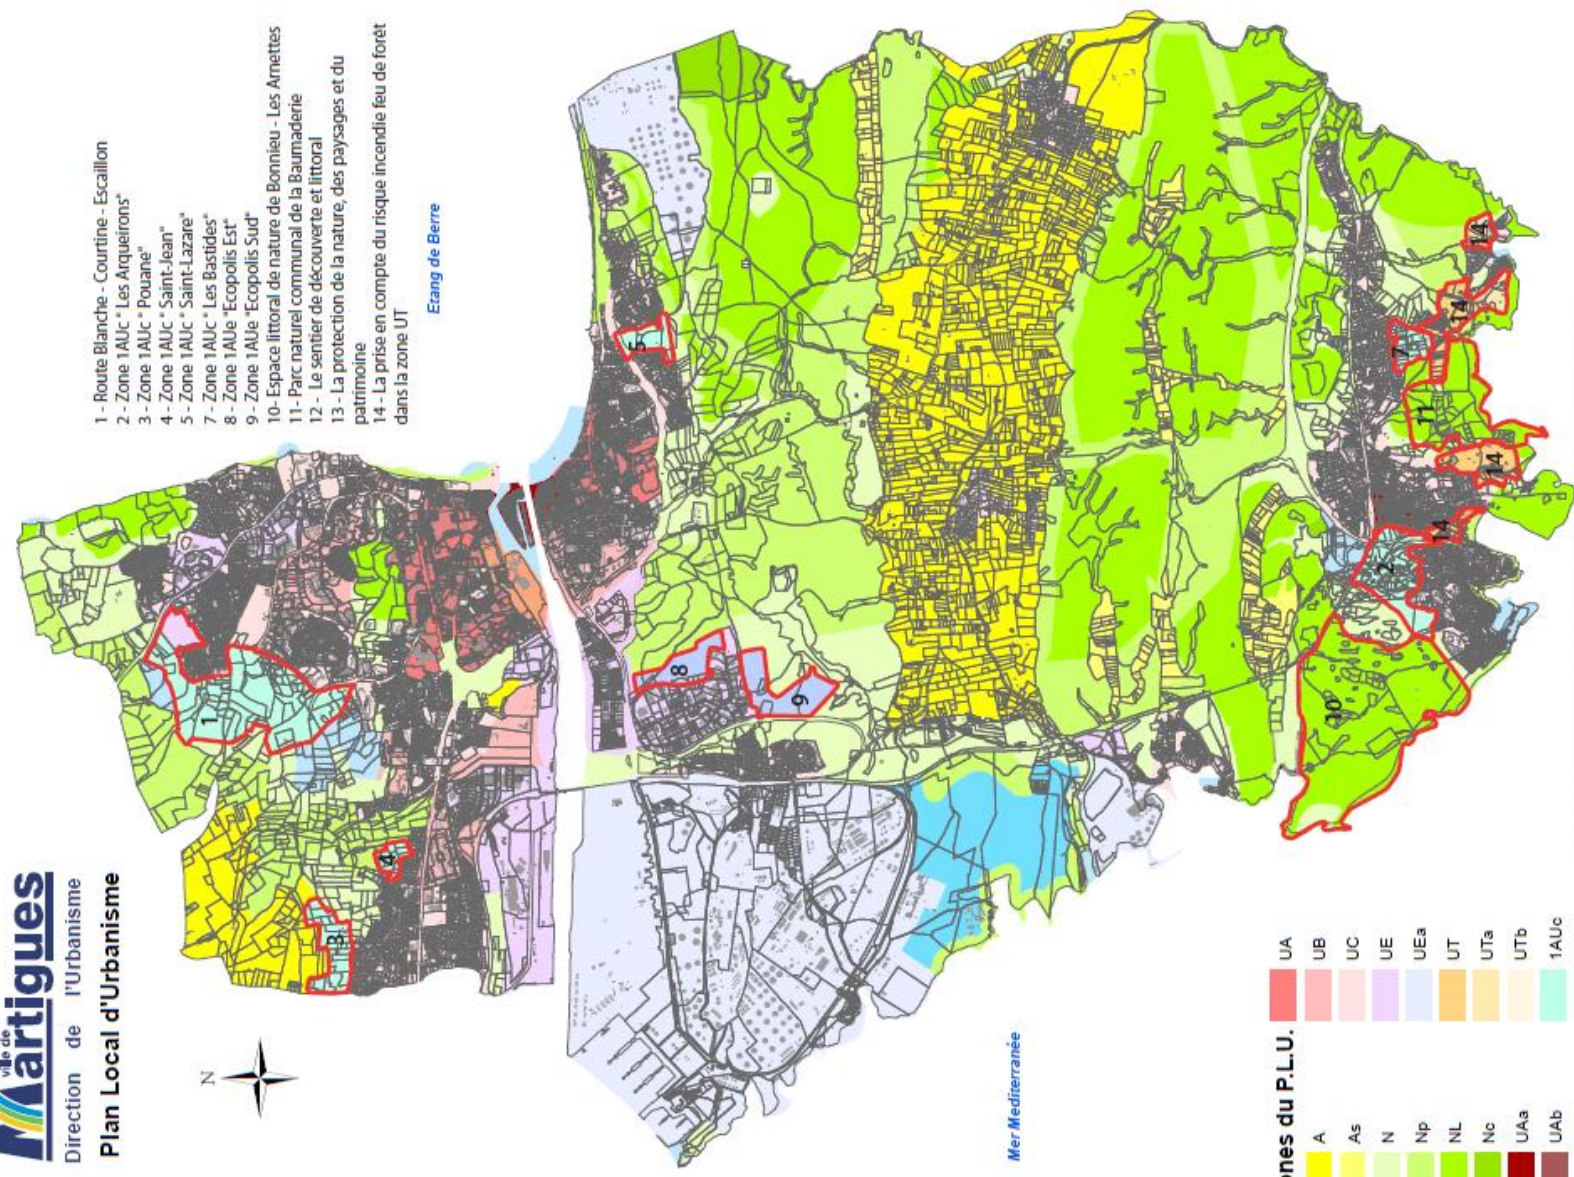 ville de
Martigues
Direction de l'Urbanisme
Plan Local d'Urbanisme
1 - Route Blanche - Courtine - Escaillon
2 - Zone 1AUc " Les Arqueirons"
3 - Zone 1AUc " Pouane"
4 - Zone 1AUc " Saint-Jean"
5 - Zone 1AUc " Saint-Lazare"
7 - Zone 1AUc " Les Bastides"
8 - Zone 1AUe "Ecopolis Est"
9 - Zone 1AUe "Ecopolis Sud"
10- Espace littoral de nature de Bonnieu - Les Arnettes
11- Parc naturel communal de la Baumaderie
12 - Le sentier de découverte et littoral
13 - La protection de la nature, des paysages et du
patrimoine
14 - La prise en compte du risque incendie feu de forêt
dans la zone UT
Etang de Berre
N
1
3
4
5
8
9
7
14
14
11
14
14
2
10
Mer Mediterranée
ones du P.L.U.
A
As
N
Np
NL
Nc
UAa
UAb
UA
UB
UC
UE
UEa
UT
UTa
UTb
1AUc